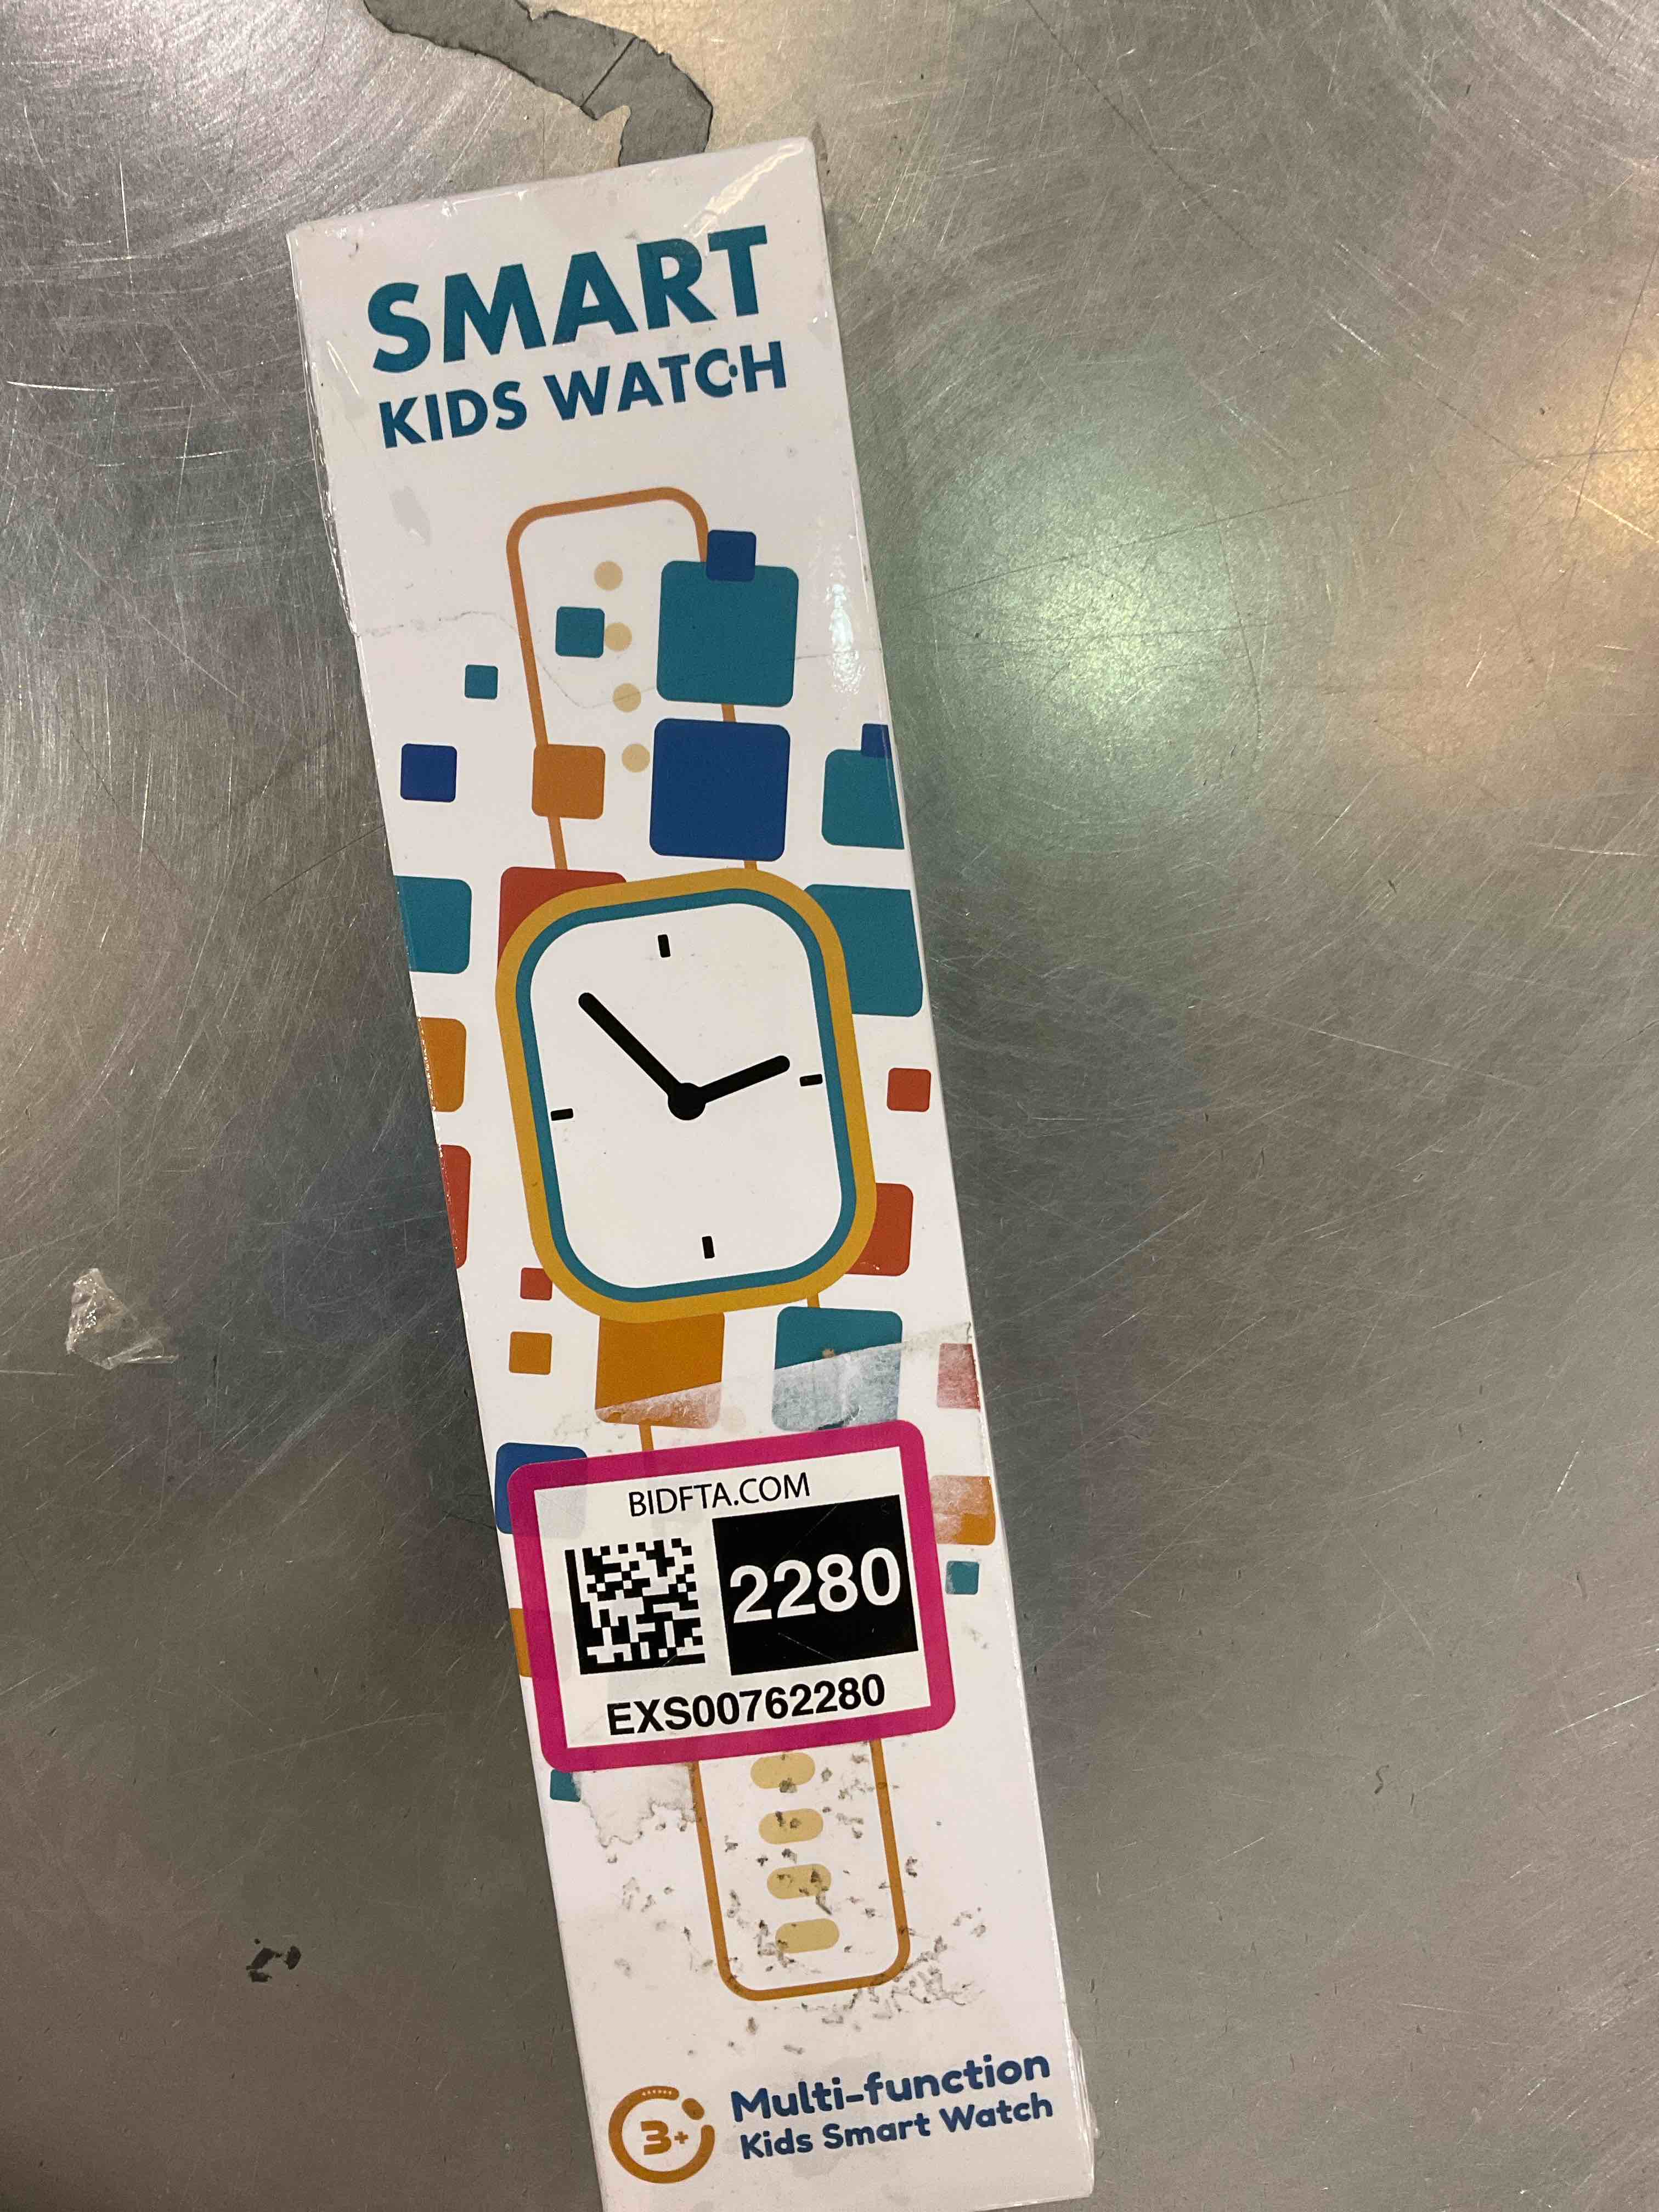 SMART
KIDS WATCH
BIDFTA.COM
2280
EXS00762280
3+
Multi-function
Kids Smart Watch